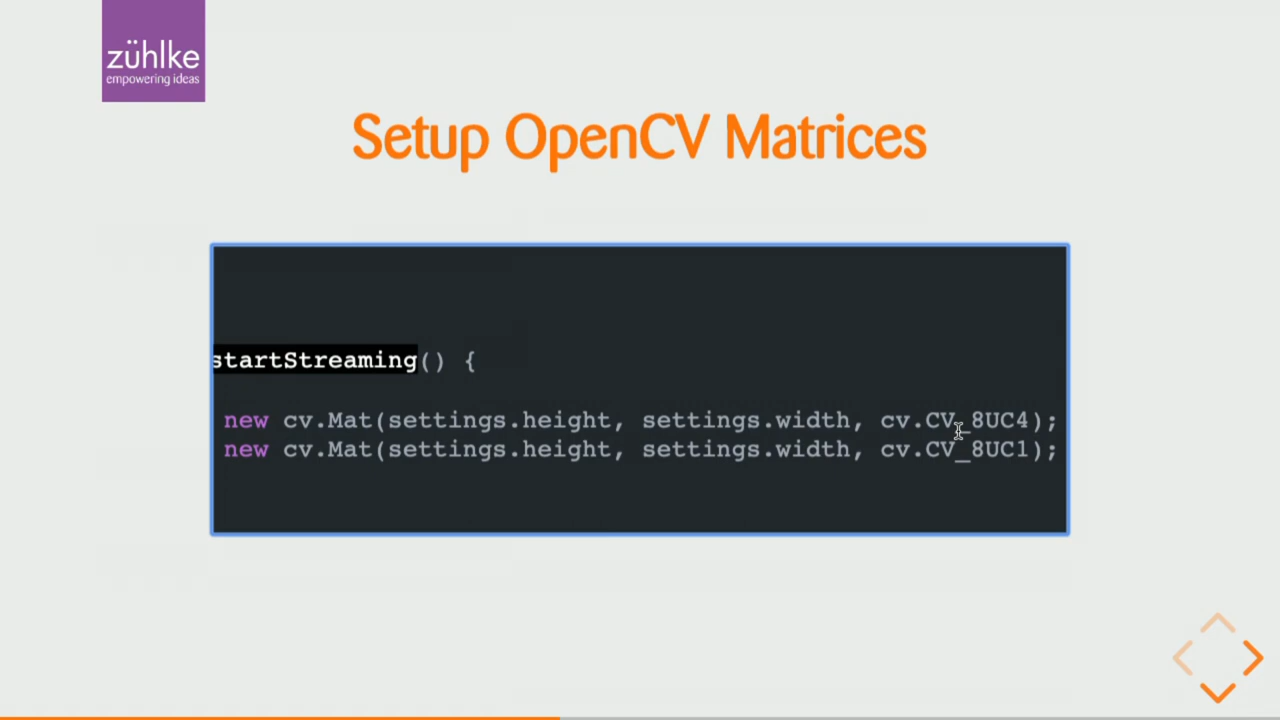 zühlke
empowering ideas
Setup OpenCV Matrices
startStreaming() {
new cv.Mat(settings.height, settings.width, cv.CV_8UC4);
new cv.Mat(settings.height, settings.width, cv.CV_8UC1);